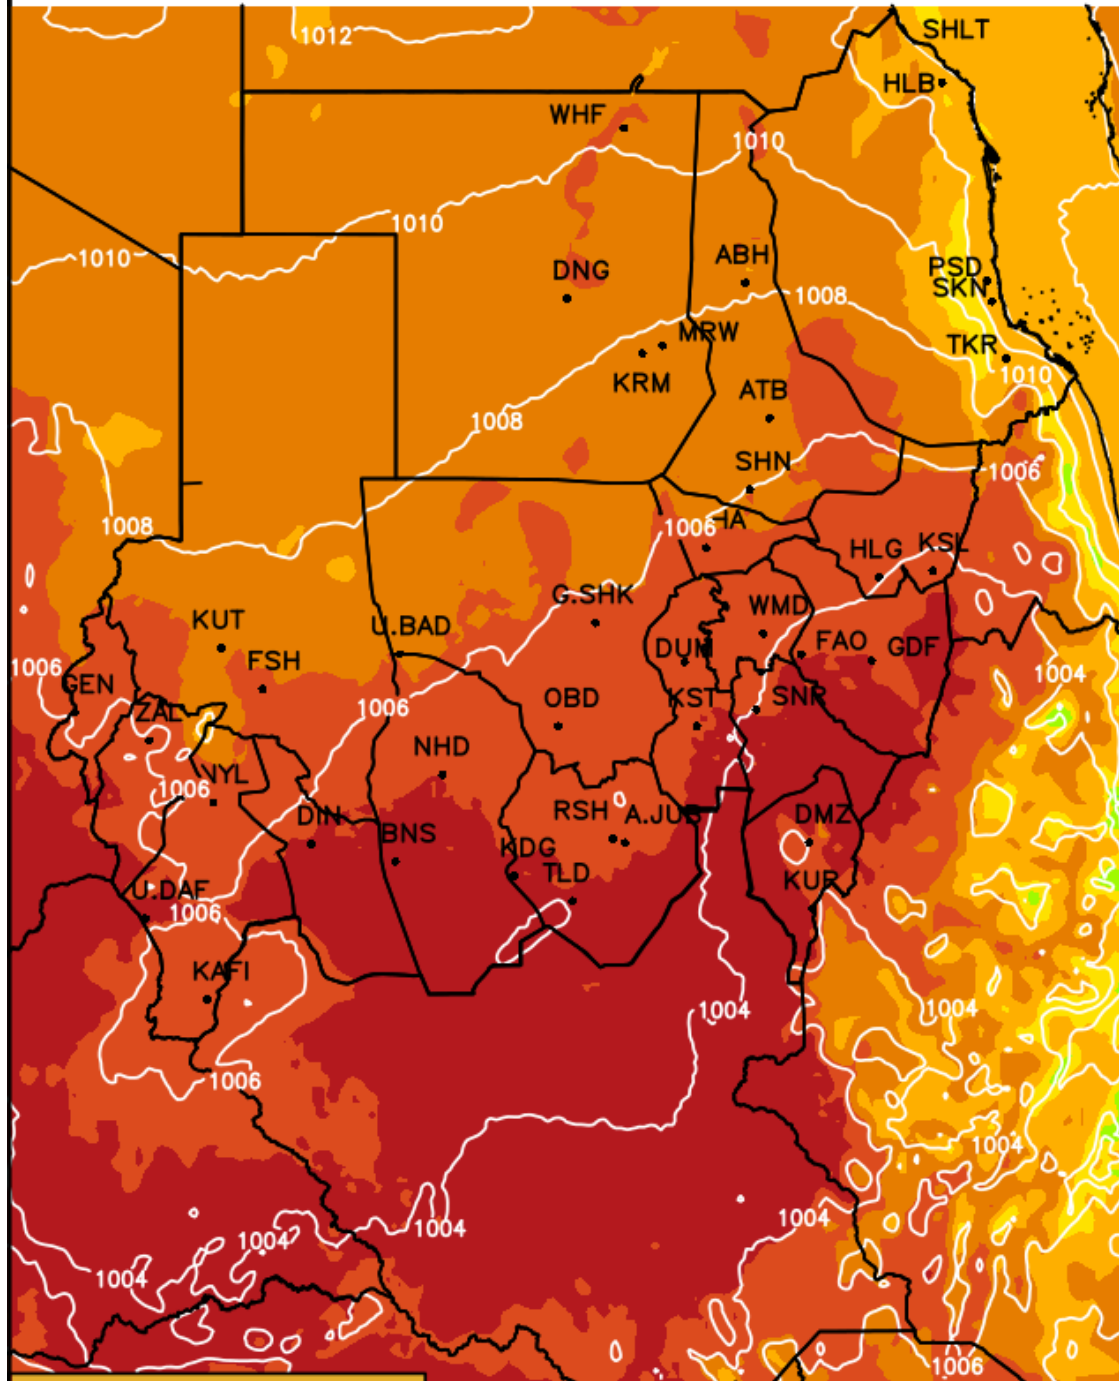 SHLT
1012
HLB
WHF
1010
1010
1010
ABH
PSD
DNG
SKN
1008
MRW
TKR
KRM
1010
ATB
1008
SHN
1006
1008
1006
HA
HLG
KSL
G.SHK
WMD
KUT
U.BAD
FAO
GDF
DUM
FSH
1006
1004
GEN
OBD
KST
SNR
ZAL
1006
NHD
NYL
1006
RSH
A.JUB
DMZ
DIN
BNS
KDG
TLD
KUR
U.DAF
1006
KAFI
1004
1004
1006
1004
1004
1004
1004
1004
1006